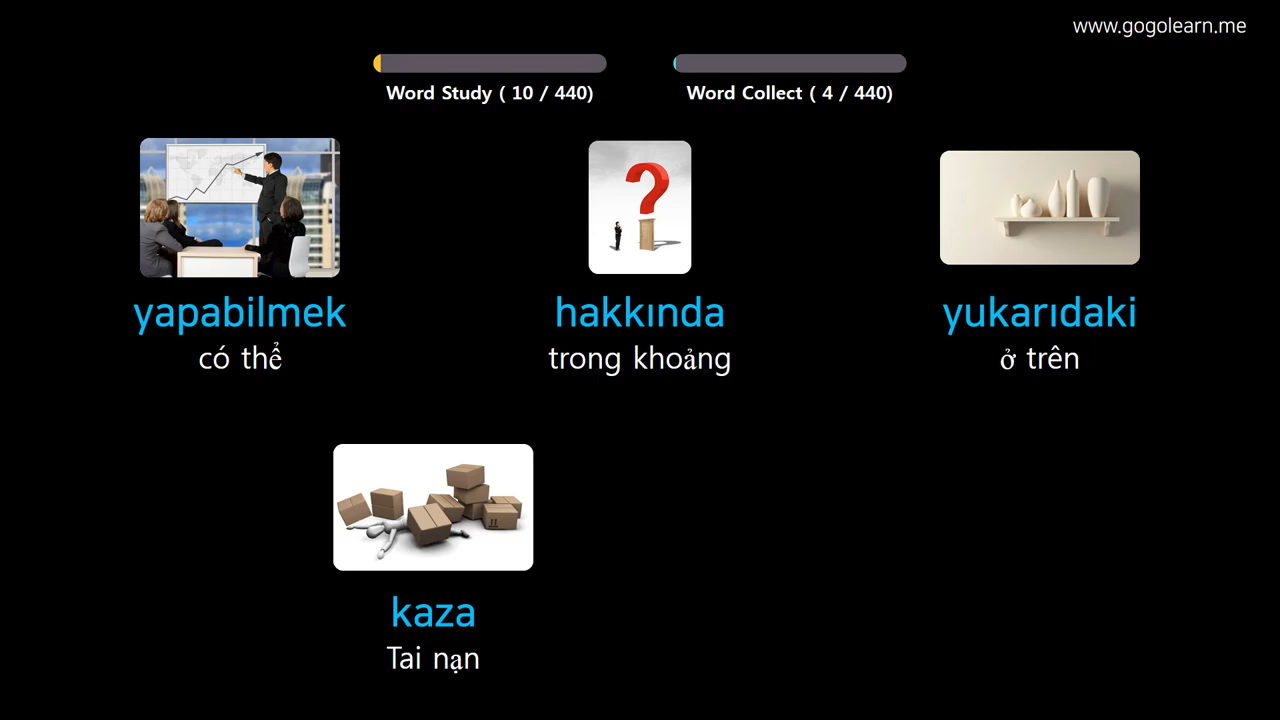 www.gogolearn.me
Word Study ( 10 / 440)
Word Collect ( 4 / 440)
yapabilmek
có thể
hakkında
trong khoảng
yukarıdaki
ở trên
kaza
Tai nạn